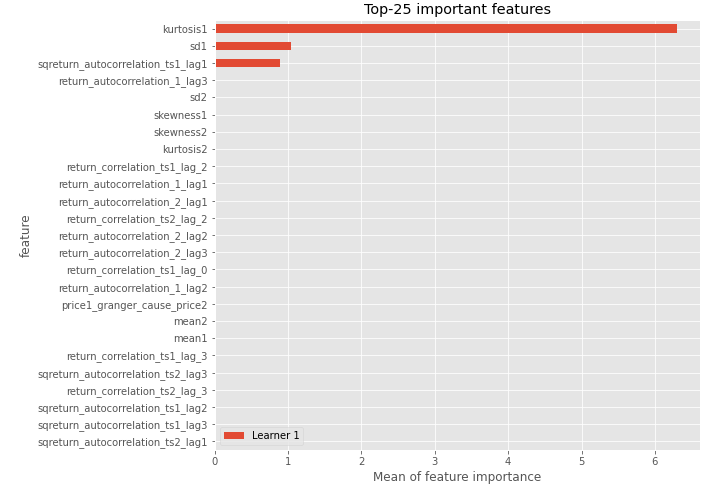 Top-25 important features
kurtosis1
sd1
sqreturn_autocorrelation_ts1_lag1
return_autocorrelation_1_lag3
sd2
skewness1
skewness2
kurtosis2
return_correlation_ts1_lag_2
return_autocorrelation_1_lag1
return_autocorrelation_2_lag1
return_correlation_ts2_lag_2
return_autocorrelation_2_lag2
return_autocorrelation_2_lag3
return_correlation_ts1_lag_0
return_autocorrelation_1_lag2
price1_granger_cause_price2
mean2
mean1
return_correlation_ts1_lag_3
sqreturn_autocorrelation_ts2_lag3
return_correlation_ts2_lag_3
sqreturn_autocorrelation_ts1_lag2
sqreturn_autocorrelation_ts1_lag3
sqreturn_autocorrelation_ts2_lag1
feature
Learner 1
0 1 2 3 4 5 6
Mean of feature importance